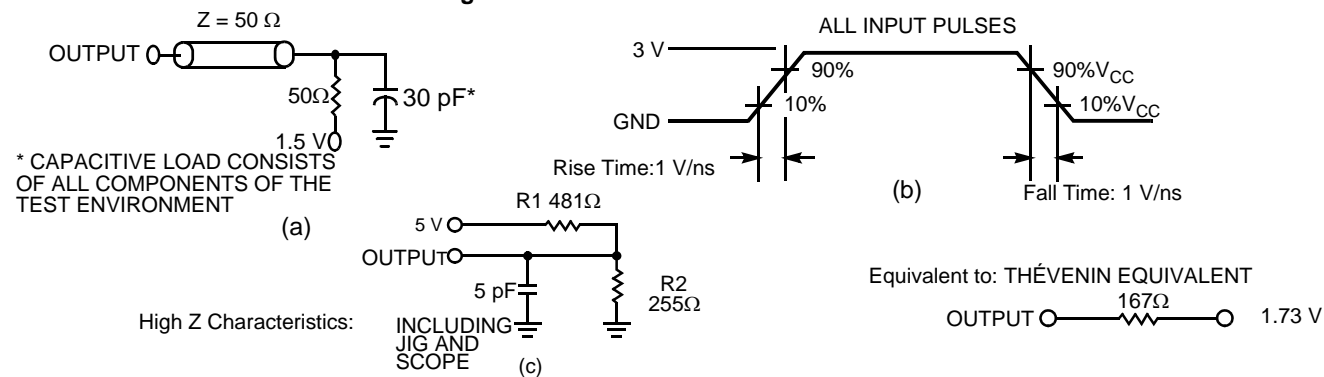 Z = 50 Ω
OUTPUT
50Ω
30 pF*
1.5 V
* CAPACITIVE LOAD CONSISTS
OF ALL COMPONENTS OF THE
TEST ENVIRONMENT
(a)
ALL INPUT PULSES
3 V
90%
10%
GND
90%VCC
10%VCC
Rise Time:1 V/ns
(b)
Fall Time: 1 V/ns
R1 481Ω
5 V
OUTPUT
5 pF
R2
255Ω
High Z Characteristics:
INCLUDING
JIG AND
SCOPE
(c)
Equivalent to: THÉVENIN EQUIVALENT
167Ω
OUTPUT
1.73 V